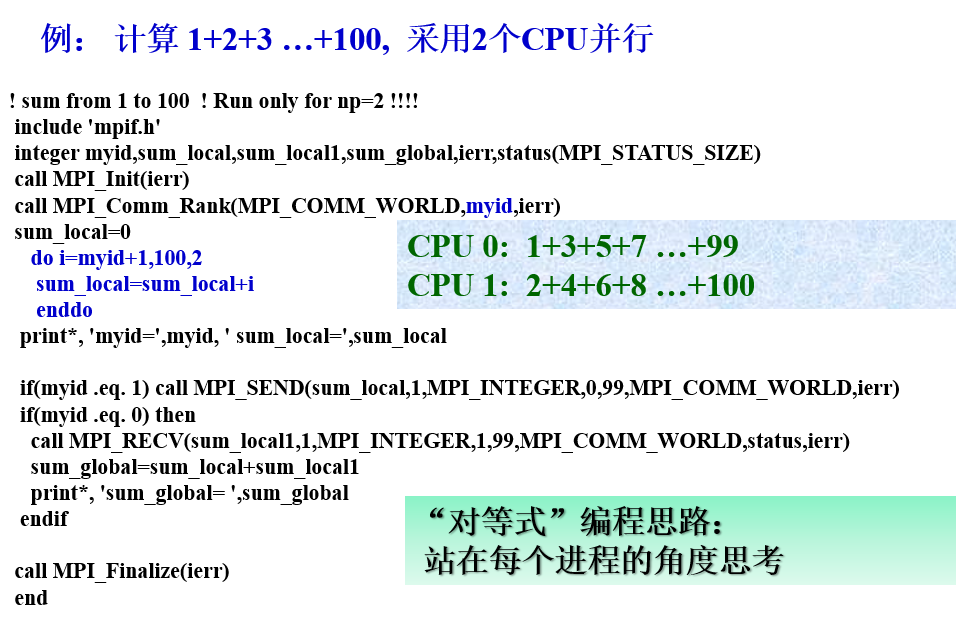 例： 计算 1+2+3 …+100, 采用2个CPU并行
! sum from 1 to 100 ! Run only for np=2 !!!!
include 'mpif.h'
integer myid,sum_local,sum_local1,sum_global,ierr,status(MPI_STATUS_SIZE)
call MPI_Init(ierr)
call MPI_Comm_Rank(MPI_COMM_WORLD,myid,ierr)
sum_local=0
do i=myid+1,100,2
sum_local=sum_local+i
enddo
CPU 0: 1+3+5+7 …+99
CPU 1: 2+4+6+8 …+100
print*, 'myid=',myid, ' sum_local=',sum_local
if(myid .eq. 1) call MPI_SEND(sum_local,1,MPI_INTEGER,0,99,MPI_COMM_WORLD,ierr)
if(myid .eq. 0) then
call MPI_RECV(sum_local1,1,MPI_INTEGER,1,99,MPI_COMM_WORLD,status,ierr)
sum_global=sum_local+sum_local1
print*, 'sum_global= ',sum_global
endif
“对等式”编程思路：
站在每个进程的角度思考
call MPI_Finalize(ierr)
end